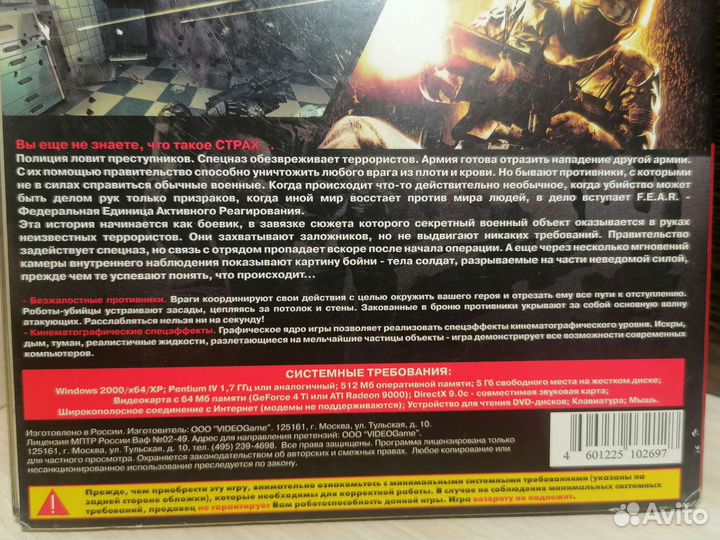 Вы еще не знаете, что такое СТРАХ...
Полиция ловит преступников. Спецназ обезвреживает террористов. Армия готова отразить нападение другой армии.
С их помощью правительство способно уничтожить любого врага из плоти и крови. Но бывают противники, с которыми
не в силах справиться обычные военные. Когда происходит что-то действительно необычное, когда убийство может
быть делом рук только призраков, когда иной мир восстает против мира людей, в дело вступает F.E.A.R. -
Федеральная Единица Активного Реагирования.
Эта история начинается как боевик, в завязке сюжета которого секретный военный объект оказывается в руках
неизвестных террористов. Они захватывают заложников, но не выдвигают никаких требований. Правительство
задействует спецназ, но связь с отрядом пропадает вскоре после начала операции. А еще через несколько мгновений
камеры внутреннего наблюдения показывают картину бойни - тела солдат, разрываемые на части неведомой силой,
прежде чем те успевают понять, что происходит...
- Безжалостные противники. Враги координируют свои действия с целью окружить вашего героя и отрезать ему все пути к отступлению.
Роботы-убийцы устраивают засады, цепляясь за потолок и стены. Закованные в броню противники укрывают за собой основную волну
атакующих. Расслабляться нельзя ни на секунду!
- Кинематографические спецэффекты. Графическое ядро игры позволяет реализовать спецэффекты кинематографического уровня. Искры,
дым, туман, реалистичные жидкости, разлетающиеся на мельчайшие частицы объекты - игра демонстрирует все возможности современных
компьютеров.
СИСТЕМНЫЕ ТРЕБОВАНИЯ:
Windows 2000/x64/XP; Pentium IV 1,7 ГГц или аналогичный; 512 Мб оперативной памяти; 5 Гб свободного места на жестком диске;
Видеокарта с 64 Мб памяти (GeForce 4 Ti или ATI Radeon 9000); DirectX 9.0c - совместимая звуковая карта;
Широкополосное соединение с Интернет (модемы не поддерживаются); Устройство для чтения DVD-дисков; Клавиатура; Мышь.
Изготовлено в России. Изготовитель: ООО "VIDEOGame". 125161, г. Москва, ул. Тульская, д. 10.
Лицензия МПТР России Ваф №02-49. Адрес для направления претензий: ООО "VIDEOGame".
125161, г. Москва, ул. Тульская, д. 10, тел. (495) 239-4698. Все права защищены. Программа лицензирована только
для частного просмотра. Охраняется законодательством об авторских и смежных правах. Любое копирование или
несанкционированное использование преследуется по закону.
4 601225 102697
Прежде, чем приобрести эту игру, внимательно ознакомьтесь с минимальными системными требованиями (указаны на
задней стороне обложки), которые необходимы для корректной работы. В случае не соблюдения минимальных системных
требований, продавец не гарантирует Вам работоспособность данной игры. Игра возврату не подлежит.
Avito